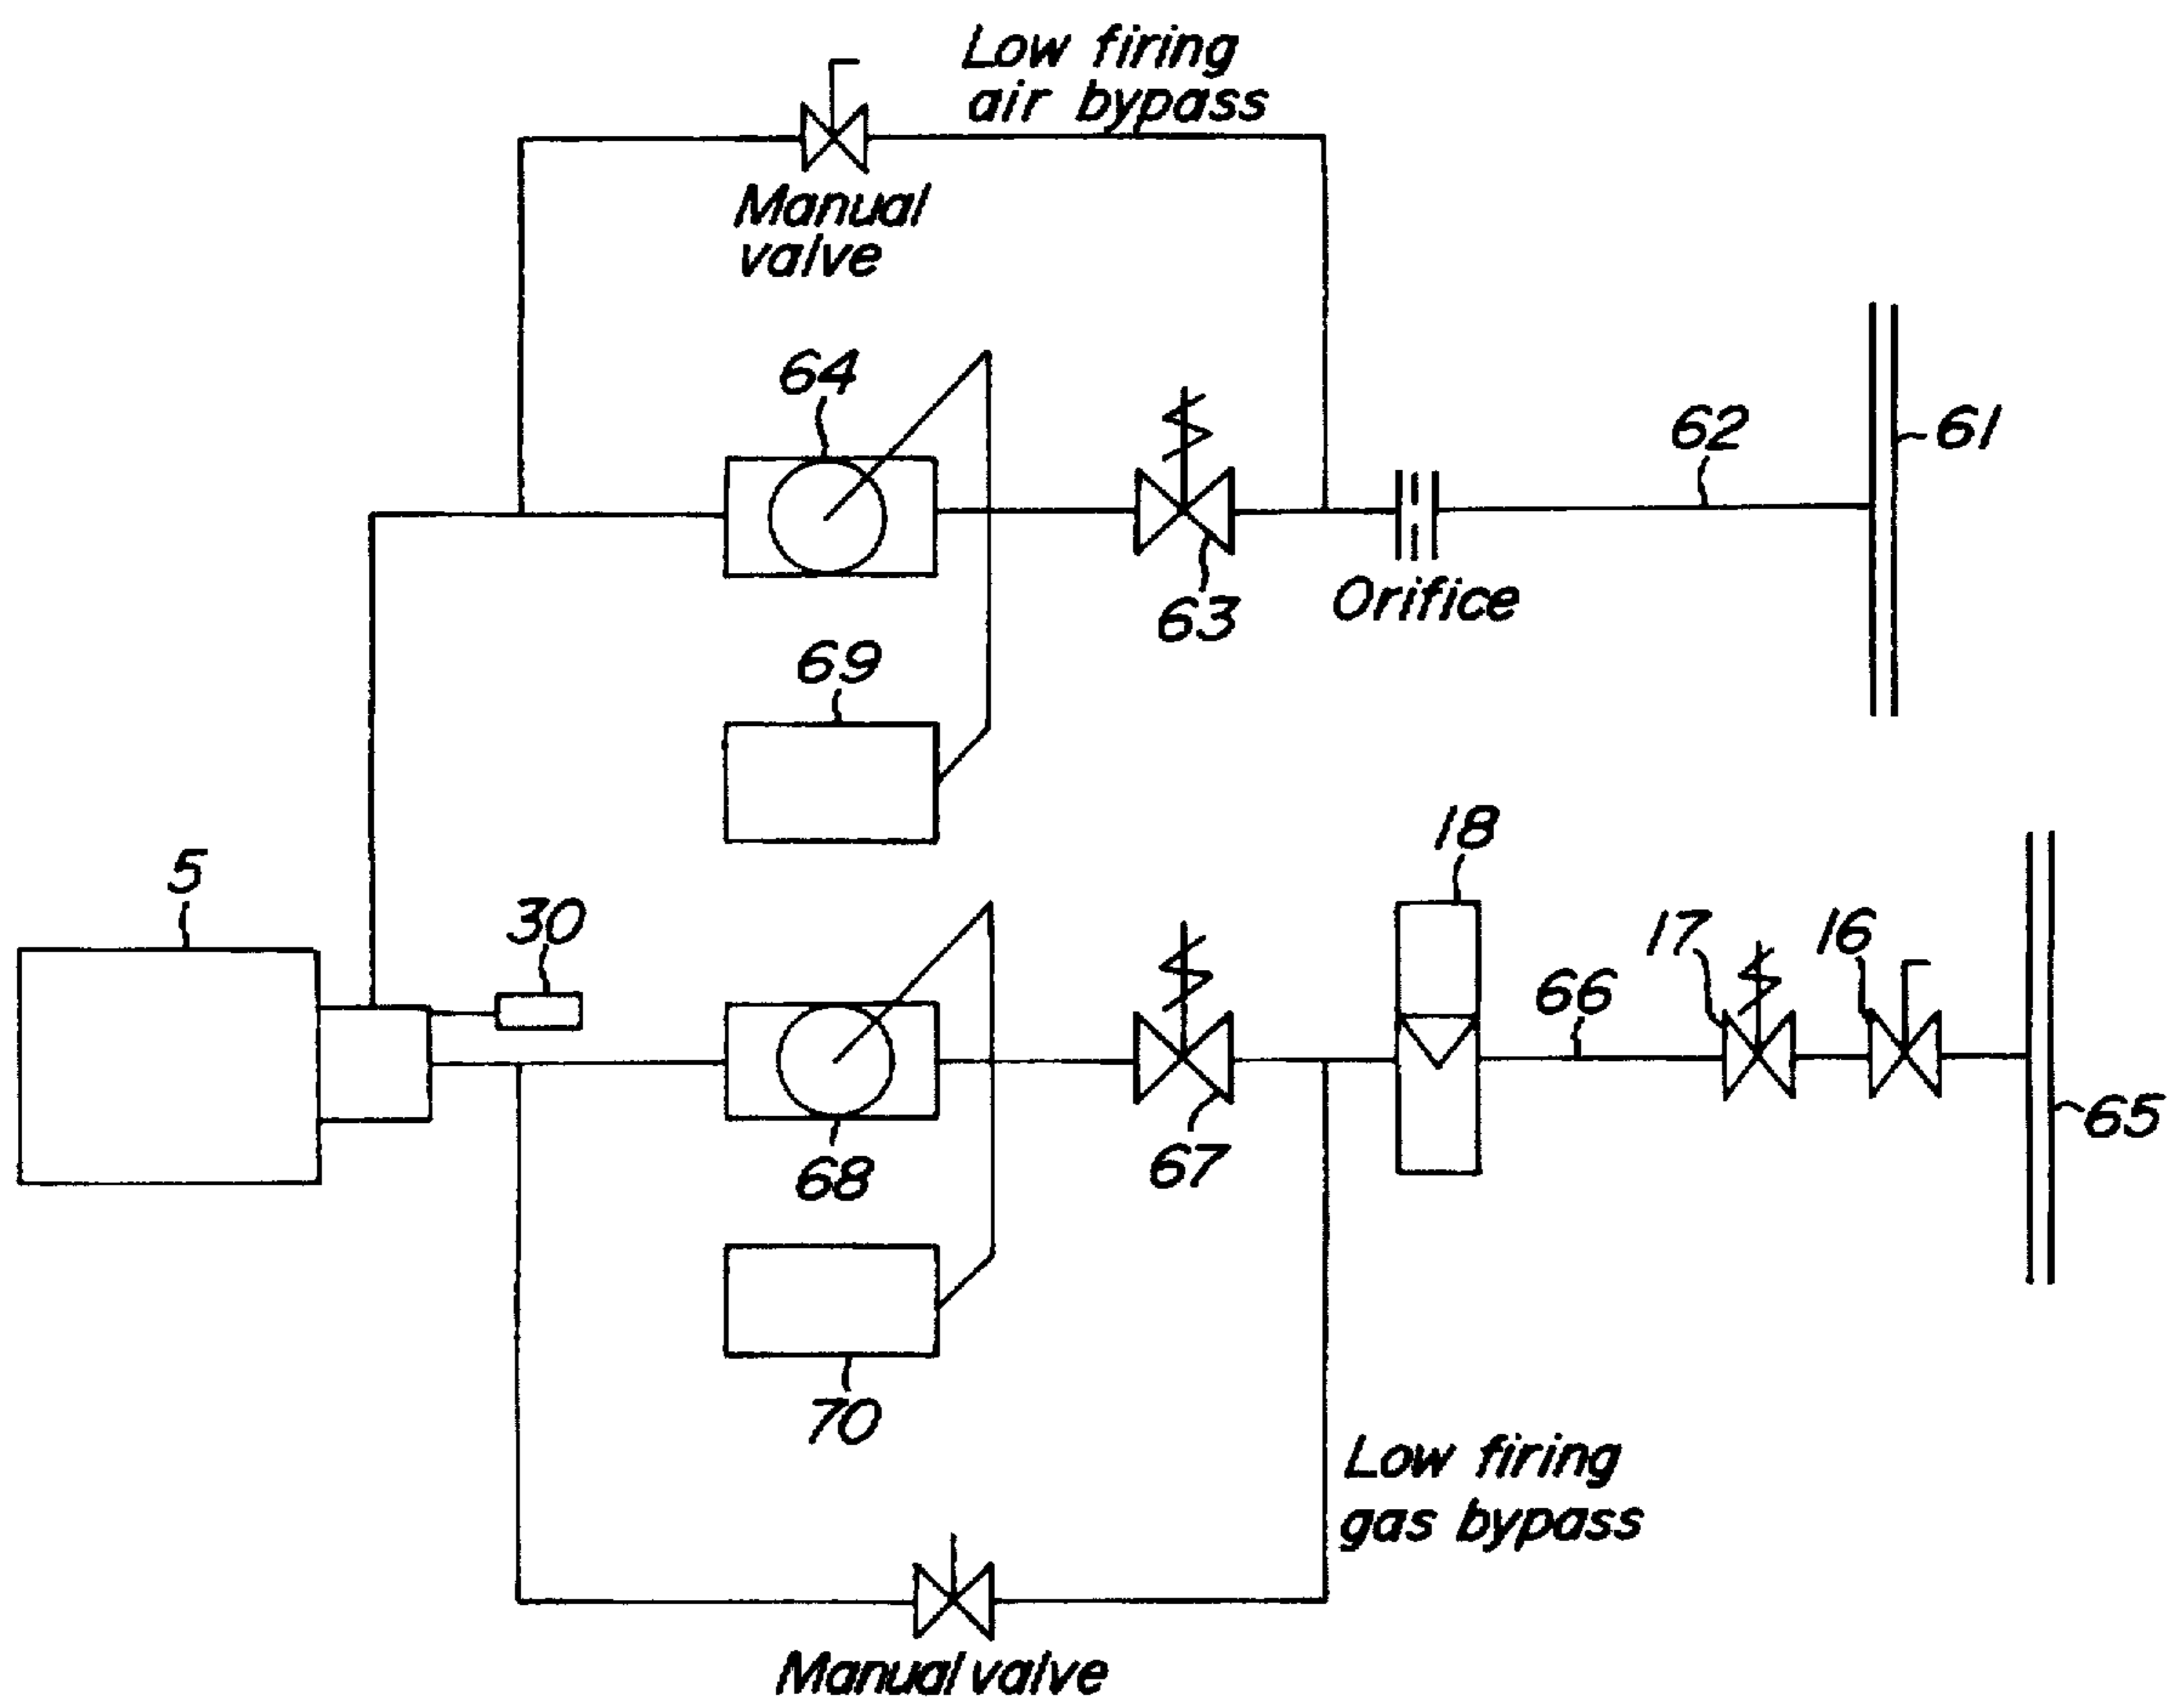 Low firing
air bypass
Manual
valve
64
62
61
63
Orifice
69
18
5
30
17
16
66
65
68
67
70
Low firing
gas bypass
Manual valve